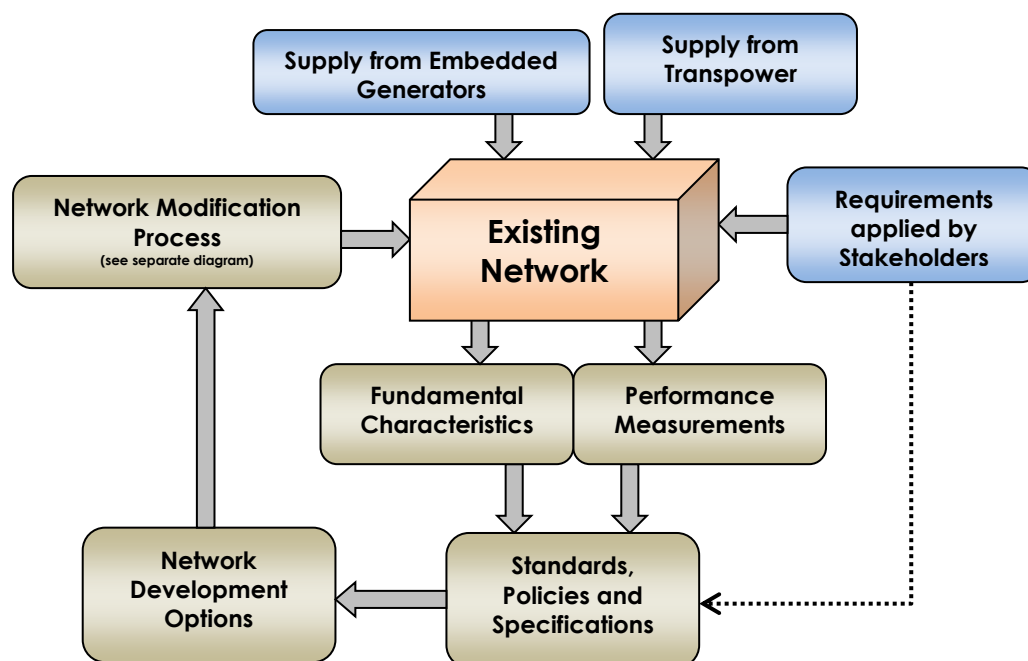 Supply from Embedded
Generators
Supply from
Transpower
Network Modification
Process
(see separate diagram)
Existing
Network
Requirements
applied by
Stakeholders
Fundamental
Characteristics
Performance
Measurements
Network
Development
Options
Standards,
Policies and
Specifications